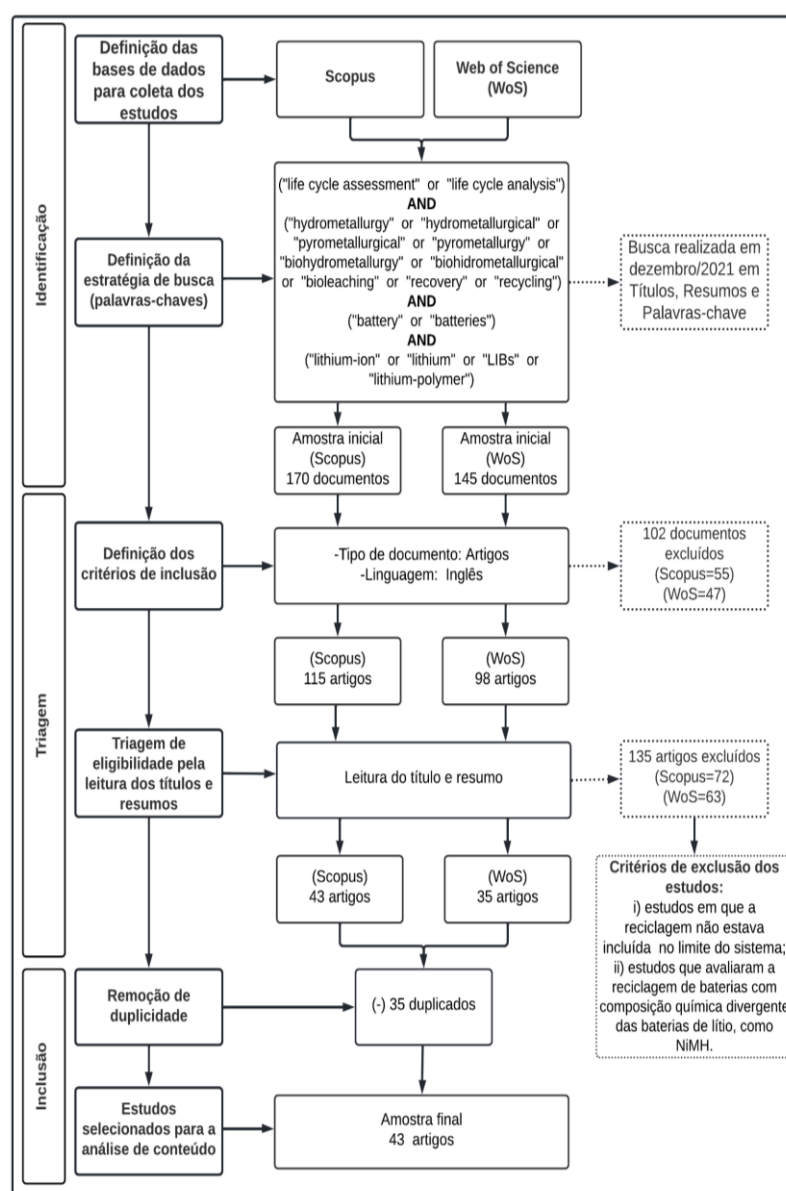 Identificação
Definição das
bases de dados
para coleta dos
estudos
Scopus
Web of Science
(WoS)
Definição da
estratégia de busca
(palavras-chaves)
("life cycle assessment" or "life cycle analysis")
AND
("hydrometallurgy" or "hydrometallurgical" or
"pyrometallurgical" or "pyrometallurgy" or
"biohydrometallurgy" or "biohidrometallurgical"
or "bioleaching" or "recovery" or "recycling")
AND
("battery" or "batteries")
AND
("lithium-ion" or "lithium" or "LIBs" or
"lithium-polymer")
Busca realizada em
dezembro/2021 em
Títulos, Resumos e
Palavras-chave
Amostra inicial
(Scopus)
170 documentos
Amostra inicial
(WoS)
145 documentos
Triagem
Definição dos
critérios de inclusão
-Tipo de documento: Artigos
-Linguagem: Inglês
102 documentos
excluídos
(Scopus=55)
(WoS=47)
(Scopus)
115 artigos
(WoS)
98 artigos
Triagem de
eligibilidade pela
leitura dos títulos e
resumos
Leitura do título e resumo
135 artigos excluídos
(Scopus=72)
(WoS=63)
(Scopus)
43 artigos
(WoS)
35 artigos
Critérios de exclusão dos
estudos:
i) estudos em que a
reciclagem não estava
incluída no limite do sistema;
ii) estudos que avaliaram a
reciclagem de baterias com
composição química divergente
das baterias de lítio, como
NiMH.
Inclusão
Remoção de
duplicidade
(-) 35 duplicados
Estudos
selecionados para a
análise de conteúdo
Amostra final
43 artigos